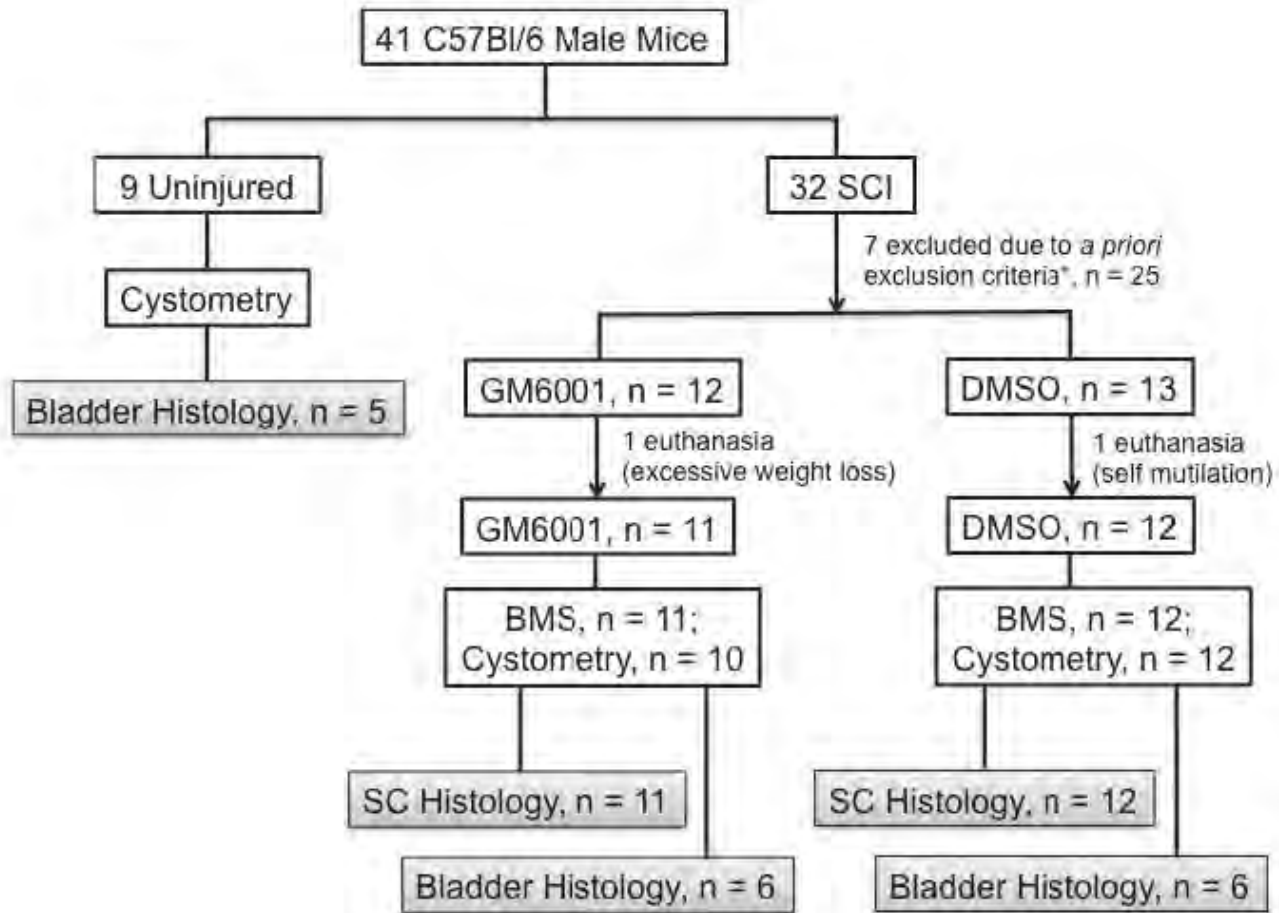 41 C57Bl/6 Male Mice
9 Uninjured
32 SCI
7 excluded due to a priori
exclusion criteria*, n = 25
Cystometry
Bladder Histology, n = 5
GM6001, n = 12
DMSO, n = 13
1 euthanasia
(excessive weight loss)
1 euthanasia
(self mutilation)
GM6001, n = 11
DMSO, n = 12
BMS, n = 11;
Cystometry, n = 10
BMS, n = 12;
Cystometry, n = 12
SC Histology, n = 11
SC Histology, n = 12
Bladder Histology, n = 6
Bladder Histology, n = 6